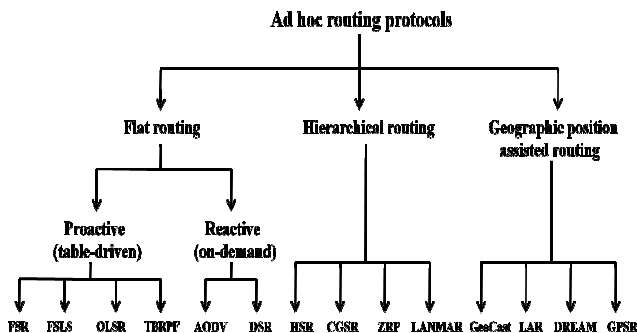 Ad hoc routing protocols
Flat routing
Hierarchical routing
Geographic position
assisted routing
Proactive
(table-driven)
Reactive
(on-demand)
FSR FSLS OLSR TBRPF AODV DSR HSR CGSR ZRP LANMAR GeoCast LAR DREAM GPSR